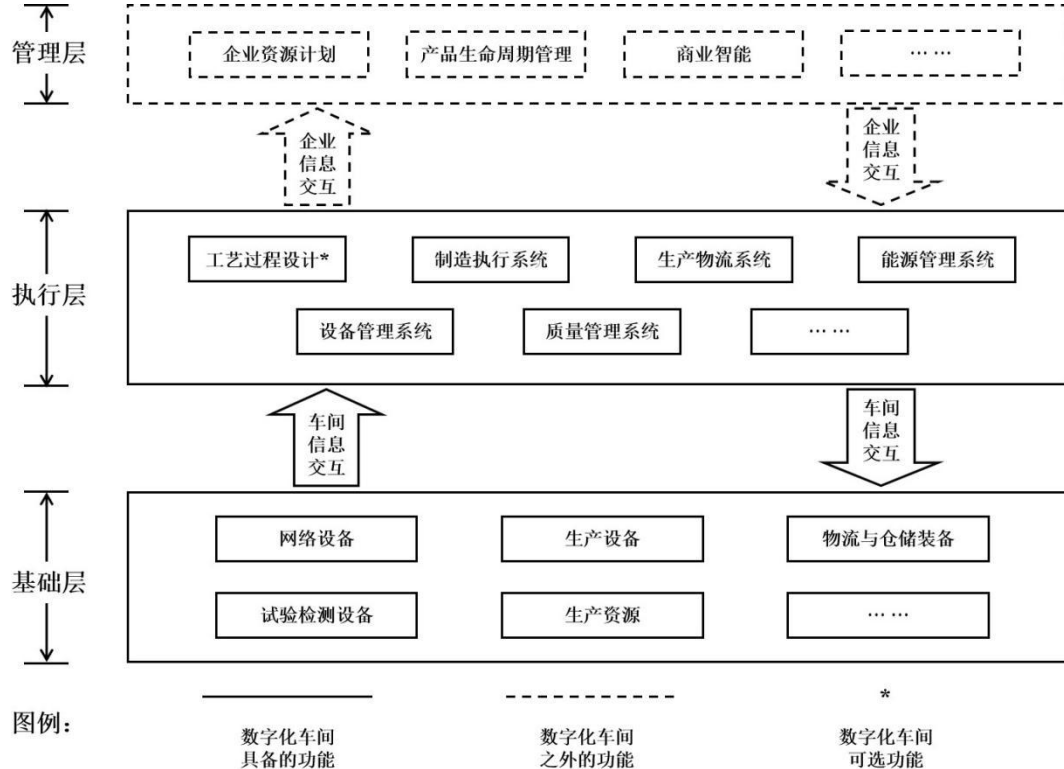 管理层
企业资源计划
产品生命周期管理
商业智能
… …
企业
信息
交互
企业
信息
交互
执行层
工艺过程设计*
制造执行系统
生产物流系统
能源管理系统
设备管理系统
质量管理系统
… …
车间
信息
交互
车间
信息
交互
基础层
网络设备
生产设备
物流与仓储装备
试验检测设备
生产资源
… …
图例：
数字化车间
具备的功能
数字化车间
之外的功能
*
数字化车间
可选功能